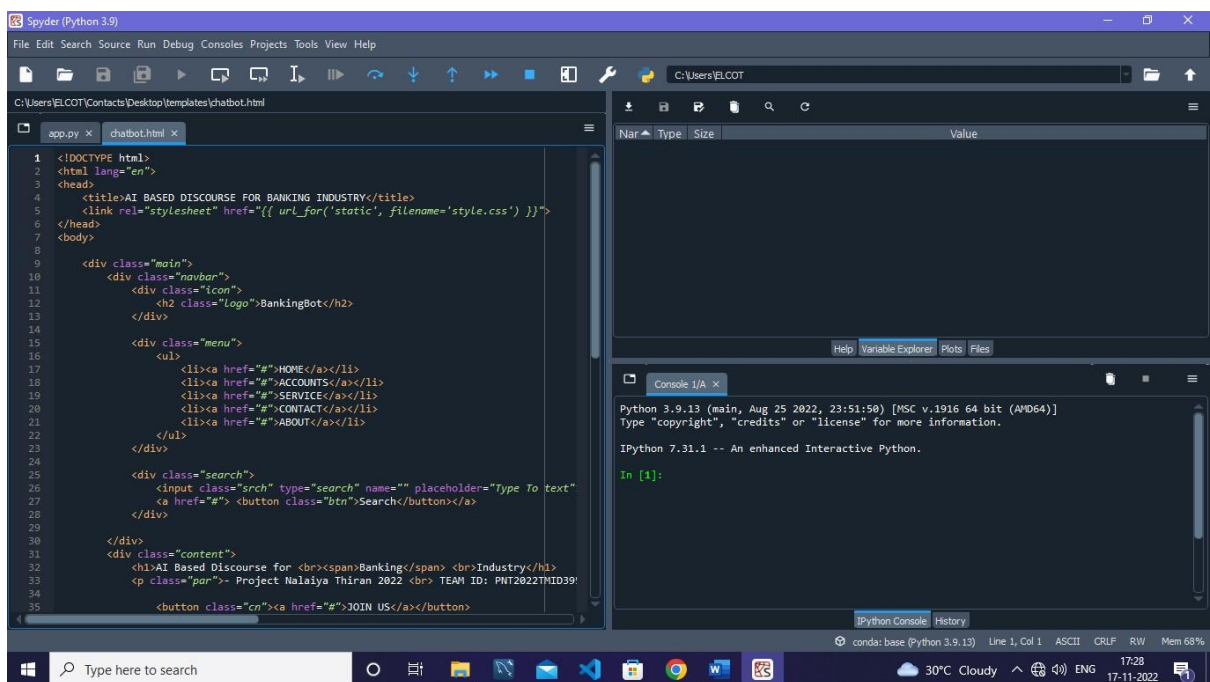 Spyder (Python 3.9)
File Edit Search Source Run Debug Consoles Projects Tools View Help
C:\Users\ELCOT
C:\Users\ELCOT\Contacts\Desktop\templates\chatbot.html
app.py × chatbot.html ×
1 <!DOCTYPE html>
2 <html lang="en">
3 <head>
4 <title>AI BASED DISCOURSE FOR BANKING INDUSTRY</title>
5 <link rel="stylesheet" href="{{ url_for('static', filename='style.css') }}">
6 </head>
7 <body>
8
9 <div class="main">
10 <div class="navbar">
11 <div class="icon">
12 <h2 class="logo">BankingBot</h2>
13 </div>
14
15 <div class="menu">
16 <ul>
17 <li><a href="#">HOME</a></li>
18 <li><a href="#">ACCOUNTS</a></li>
19 <li><a href="#">SERVICE</a></li>
20 <li><a href="#">CONTACT</a></li>
21 <li><a href="#">ABOUT</a></li>
22 </ul>
23 </div>
24
25 <div class="search">
26 <input class="srch" type="search" name="" placeholder="Type To text"
27 <a href="#"> <button class="btn">Search</button></a>
28 </div>
29
30 </div>
31 <div class="content">
32 <h1>AI Based Discourse for <br><span>Banking</span> <br>Industry</h1>
33 <p class="par">- Project Nalaiya Thiran 2022 <br> TEAM ID: PNT2022TMID39
34
35 <button class="cn"><a href="#">JOIN US</a></button>
Nar Type Size Value
Help Variable Explorer Plots Files
Console 1/A ×
Python 3.9.13 (main, Aug 25 2022, 23:51:50) [MSC v.1916 64 bit (AMD64)]
Type "copyright", "credits" or "license" for more information.
IPython 7.31.1 -- An enhanced Interactive Python.
In [1]:
IPython Console History
conda: base (Python 3.9.13) Line 1, Col 1 ASCII CRLF RW Mem 68%
Type here to search
30°C Cloudy ENG
17:28
17-11-2022